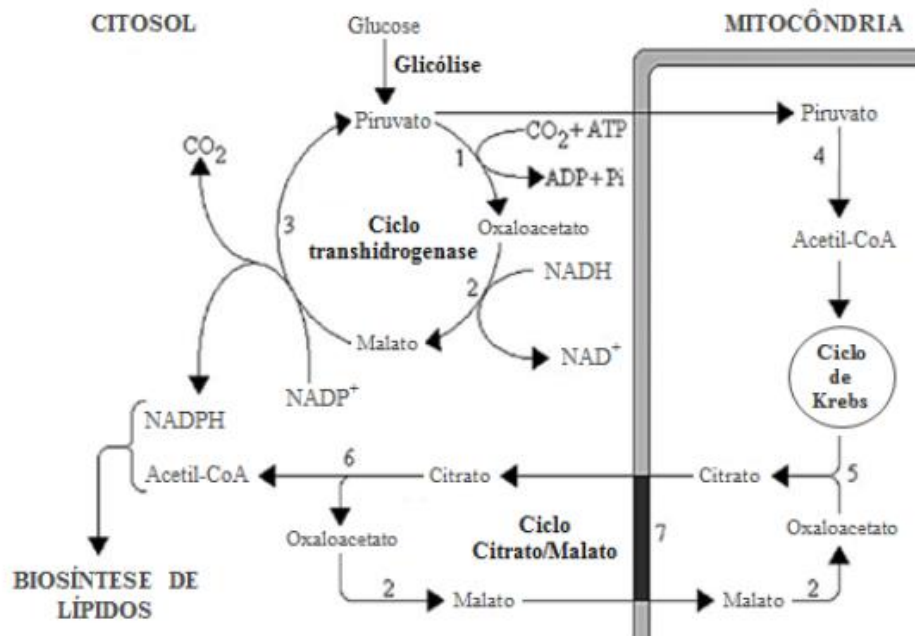 CITOSOL
MITOCÔNDRIA
Glucose
Glicólise
Piruvato
Piruvato
CO2
1
CO2+ATP
4
ADP+Pi
3
Ciclo
transhidrogenase
Oxaloacetato
Acetil-CoA
2
NADH
Malato
NAD+
Ciclo
de
Krebs
NADP+
NADPH
Acetil-CoA
6
Citrato
Citrato
5
Oxaloacetato
Ciclo
Citrato/Malato
7
Oxaloacetato
BIOSÍNTESE DE
LÍPIDOS
2
Malato
Malato
2